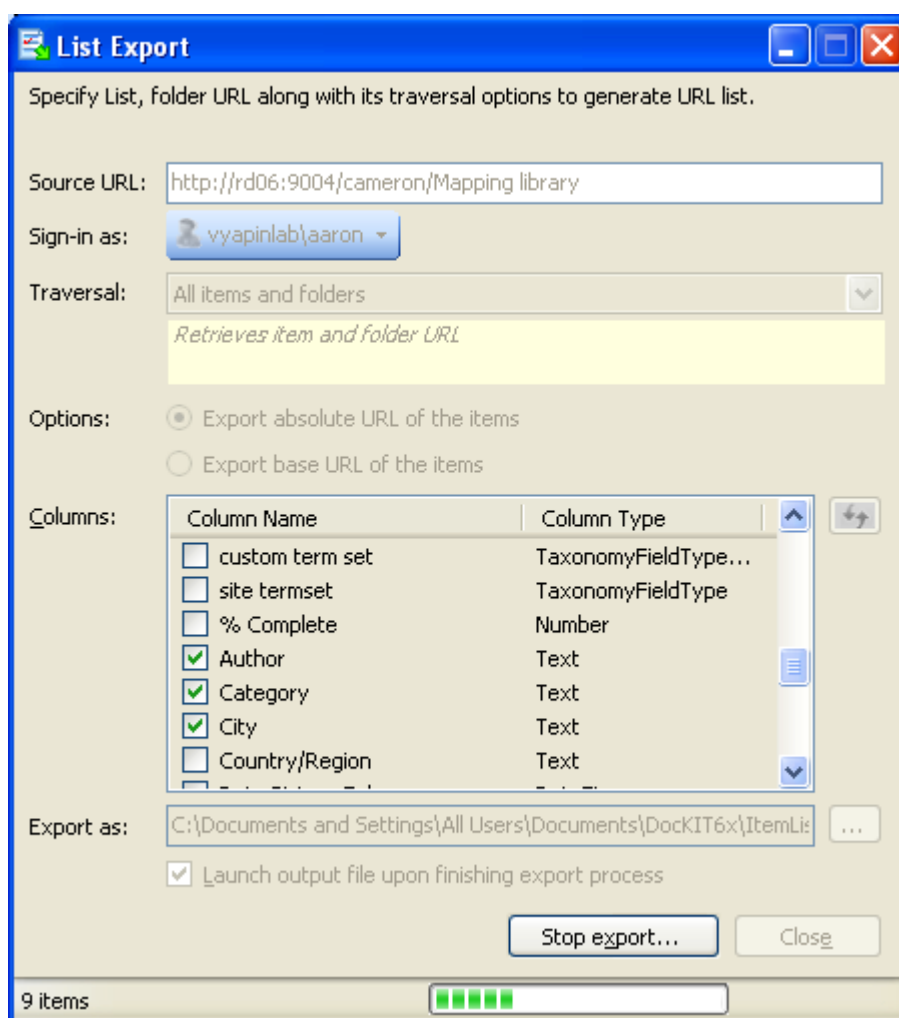 List Export
Specify List, folder URL along with its traversal options to generate URL list.
Source URL: http://rd06:9004/cameron/Mapping library
Sign-in as: vyapinlab\aaron
Traversal: All items and folders
Retrieves item and folder URL
Options: Export absolute URL of the items
Export base URL of the items
Columns: Column Name Column Type
custom term set TaxonomyFieldType...
site termset TaxonomyFieldType
% Complete Number
Author Text
Category Text
City Text
Country/Region Text
Export as: C:\Documents and Settings\All Users\Documents\DocKIT6x\ItemLis ...
Launch output file upon finishing export process
Stop export... Close
9 items